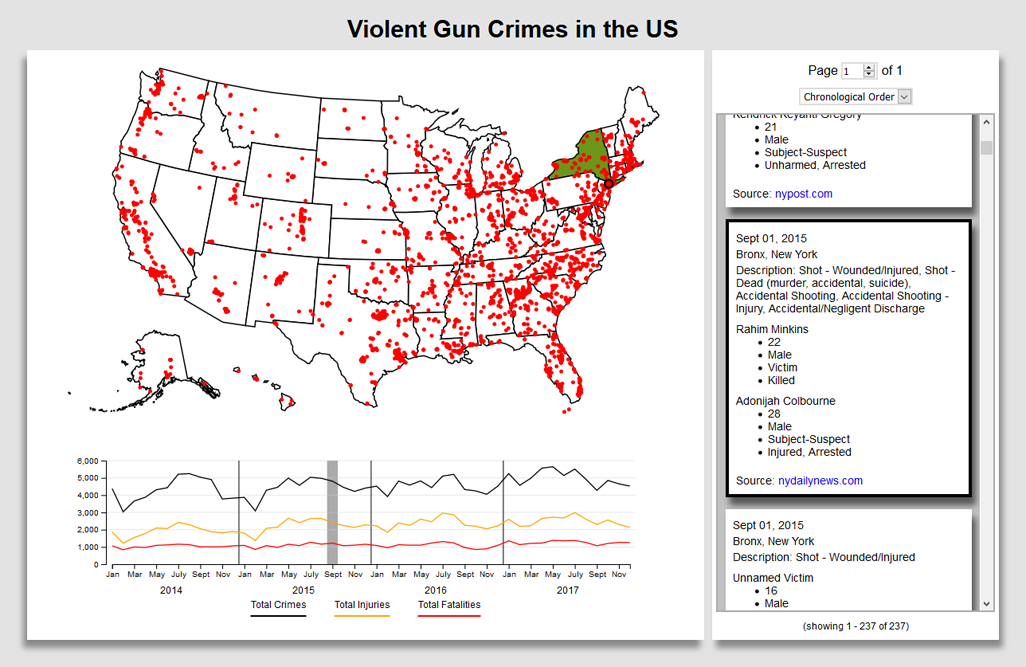 Violent Gun Crimes in the US
Page 1 of 1
Chronological Order
Kendrick Keyanu Gregory
21
Male
Subject-Suspect
Unharmed, Arrested
Source: nypost.com
Sept 01, 2015
Bronx, New York
Description: Shot - Wounded/Injured, Shot -
Dead (murder, accidental, suicide),
Accidental Shooting, Accidental Shooting -
Injury, Accidental/Negligent Discharge
Rahim Minkins
22
Male
Victim
Killed
Adonijah Colbourne
28
Male
Subject-Suspect
Injured, Arrested
Source: nydailynews.com
Sept 01, 2015
Bronx, New York
Description: Shot - Wounded/Injured
Unnamed Victim
16
Male
(showing 1 - 237 of 237)
6,000
5,000
4,000
3,000
2,000
1,000
0
Jan Mar May July Sept Nov Jan Mar May July Sept Nov Jan Mar May July Sept Nov Jan Mar May July Sept Nov
2014 2015 2016 2017
Total Crimes Total Injuries Total Fatalities